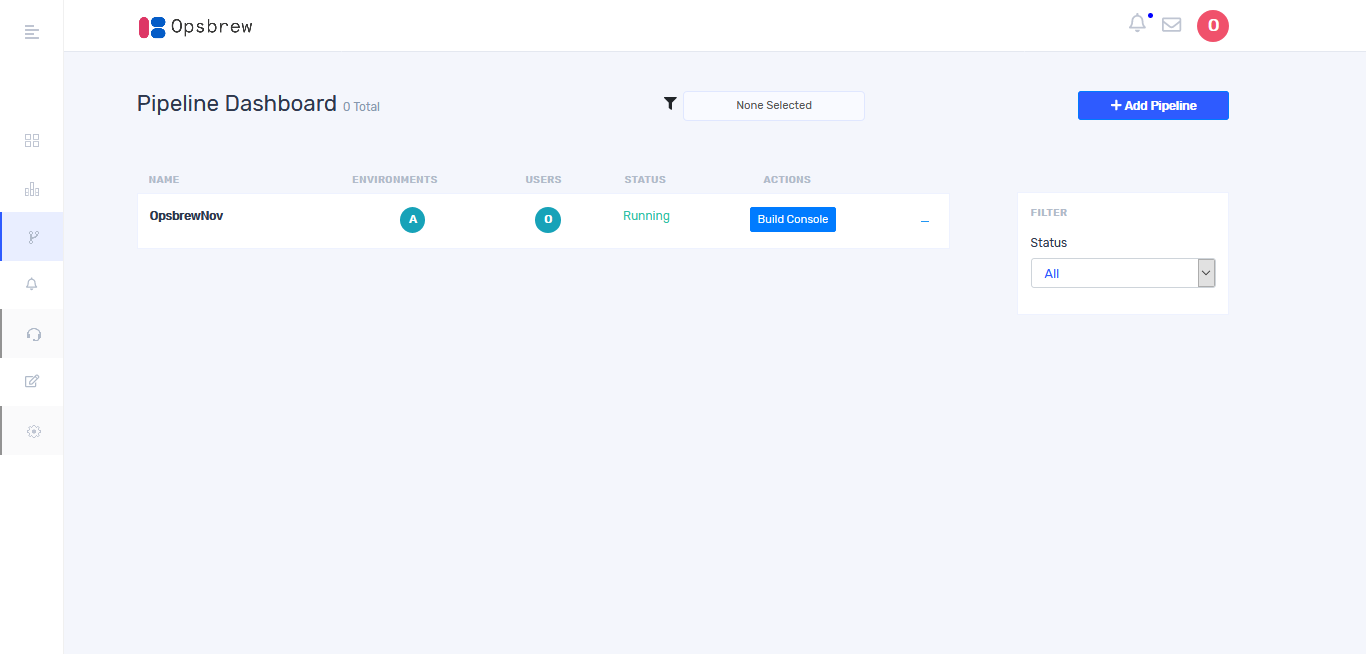 Opsbrew
O
Pipeline Dashboard 0 Total
None Selected
+ Add Pipeline
NAME ENVIRONMENTS USERS STATUS ACTIONS
OpsbrewNov A O Running Build Console
FILTER
Status
All